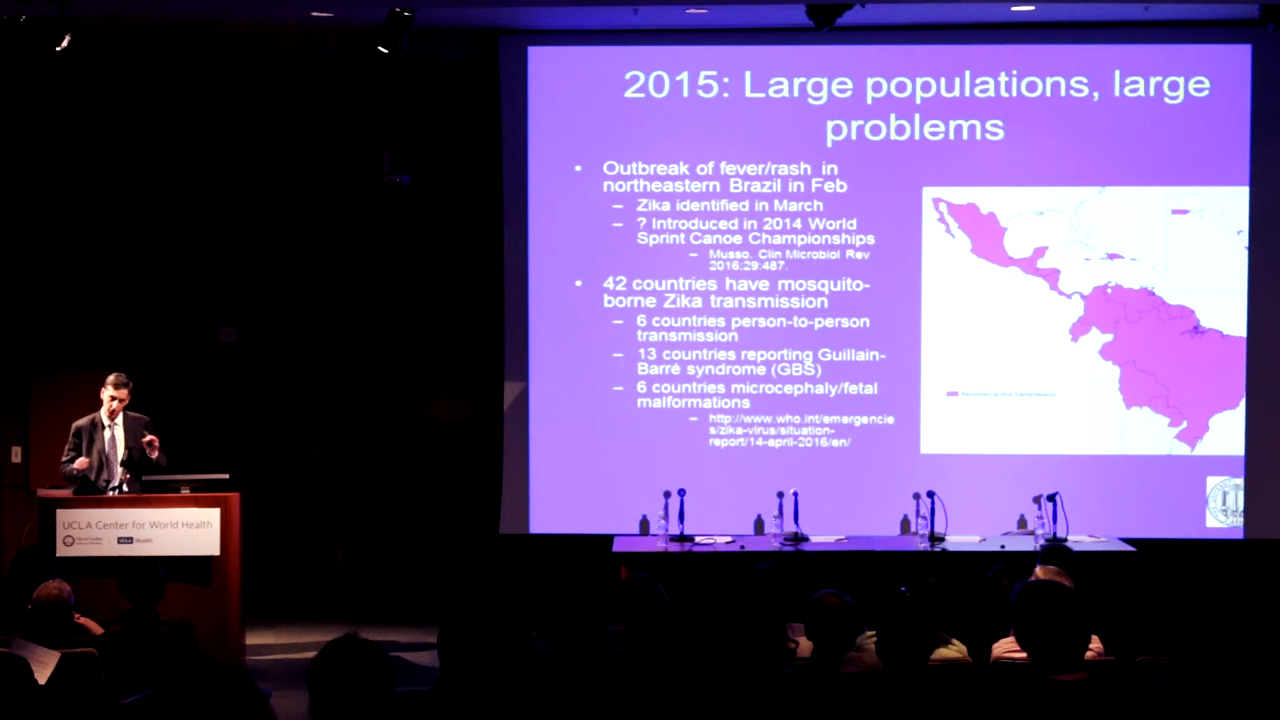 2015: Large populations, large
problems
• Outbreak of fever/rash in
northeastern Brazil in Feb
– Zika identified in March
– ? Introduced in 2014 World
Sprint Canoe Championships
– Musso. Clin Microbiol Rev
2016;29:487.
• 42 countries have mosquito-
borne Zika transmission
– 6 countries person-to-person
transmission
– 13 countries reporting Guillain-
Barré syndrome (GBS)
– 6 countries microcephaly/fetal
malformations
– http://www.who.int/emergencie
s/zika-virus/situation-
report/14-april-2016/en/
UCLA Center for World Health
UCLA Health